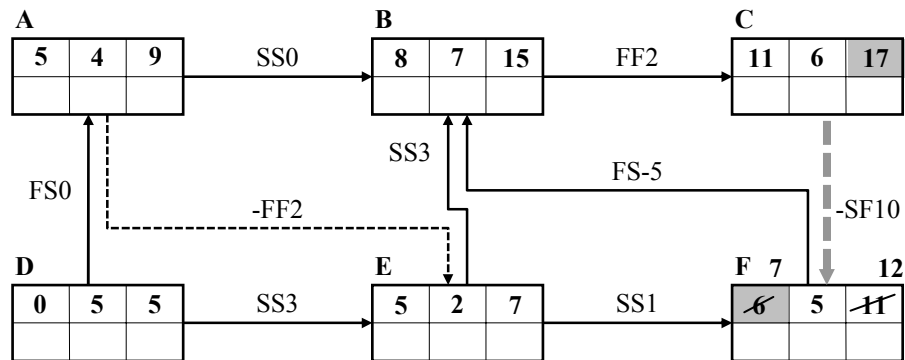 A B C
5 4 9 SS0 8 7 15 FF2 11 6 17
SS3 FS-5
FS0 -FF2 -SF10
D E F 7 12
0 5 5 SS3 5 2 7 SS1 6 5 11